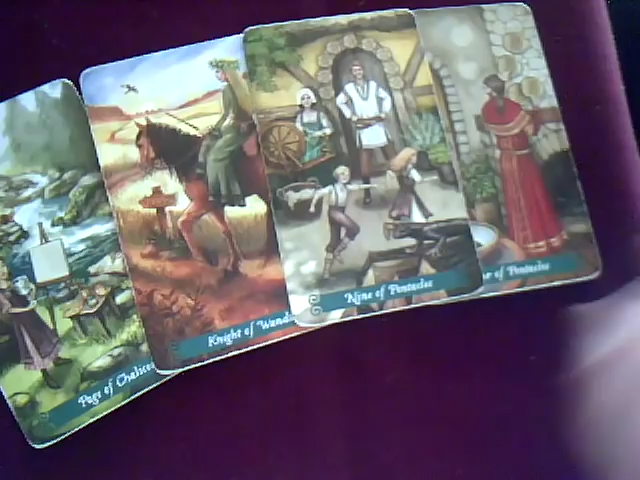 Page of Chalices
Knight of Wands
Nine of Pentacles
of Pentacles